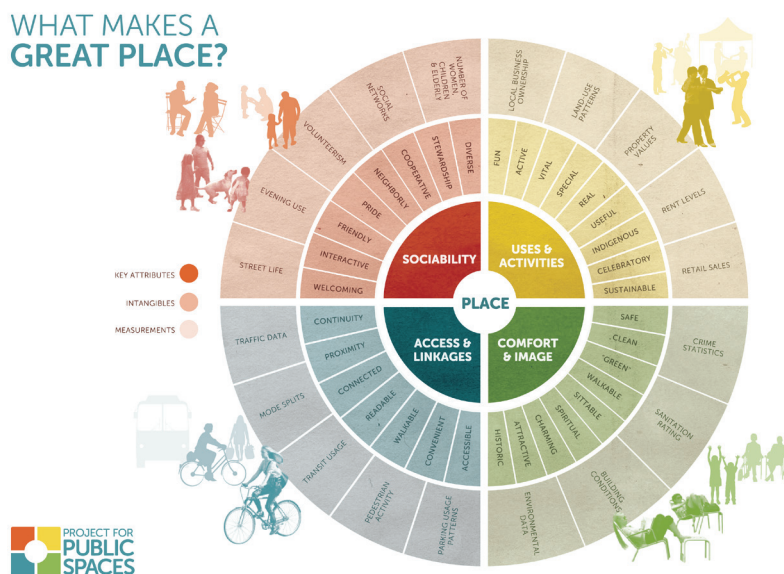 WHAT MAKES A
GREAT PLACE?
KEY ATTRIBUTES
INTANGIBLES
MEASUREMENTS
PLACE
SOCIABILITY
USES &
ACTIVITIES
ACCESS &
LINKAGES
COMFORT
& IMAGE
WELCOMING
INTERACTIVE
FRIENDLY
PRIDE
NEIGHBORLY
COOPERATIVE
STEWARDSHIP
DIVERSE
STREET LIFE
EVENING USE
VOLUNTEERISM
SOCIAL
NETWORKS
NUMBER OF
WOMEN,
CHILDREN
& ELDERLY
FUN
ACTIVE
VITAL
SPECIAL
REAL
USEFUL
INDIGENOUS
CELEBRATORY
SUSTAINABLE
LOCAL BUSINESS
OWNERSHIP
LAND-USE
PATTERNS
PROPERTY
VALUES
RENT LEVELS
RETAIL SALES
CONTINUITY
PROXIMITY
CONNECTED
READABLE
WALKABLE
CONVENIENT
ACCESSIBLE
TRAFFIC DATA
MODE SPLITS
TRANSIT USAGE
PEDESTRIAN
ACTIVITY
PARKING USAGE
PATTERNS
SAFE
CLEAN
"GREEN"
WALKABLE
SITTABLE
SPIRITUAL
CHARMING
ATTRACTIVE
HISTORIC
CRIME
STATISTICS
SANITATION
RATING
BUILDING
CONDITIONS
ENVIRONMENTAL
DATA
PROJECT FOR
PUBLIC
SPACES